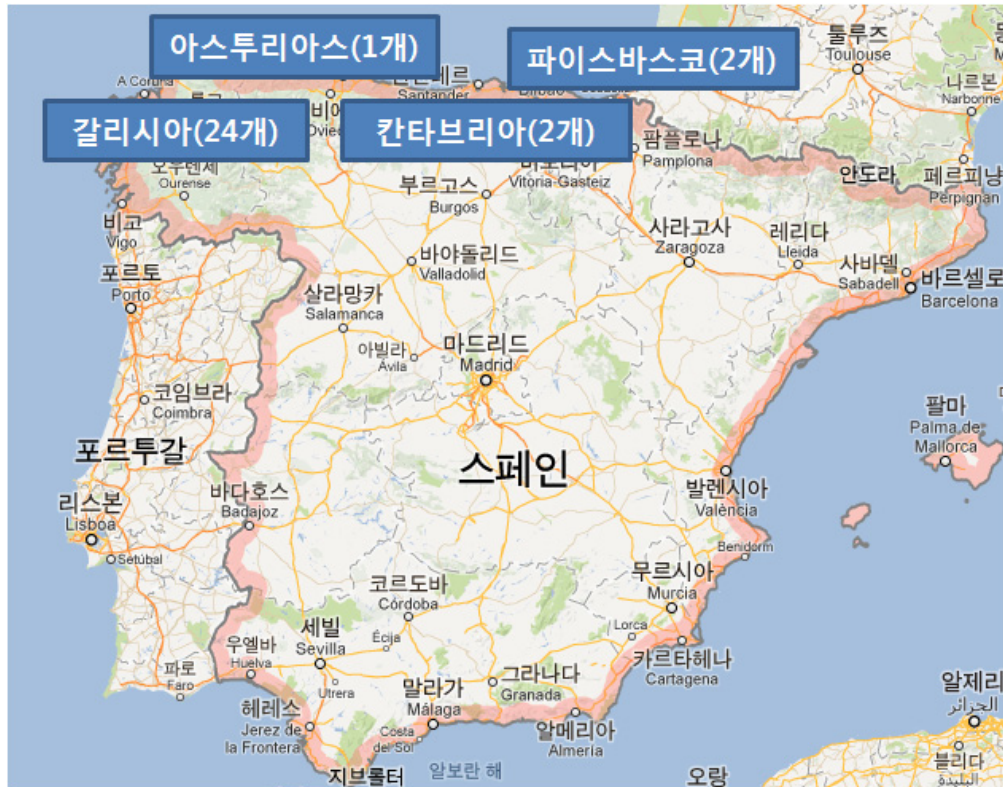 아스투리아스(1개)
파이스바스코(2개)
갈리시아(24개)
칸타브리아(2개)
툴루즈
Toulouse
나르본
Narbonne
A Coruña
Santander
Bilbao
비토리아
Vitoria-Gasteiz
오우렌세
Ourense
팜플로나
Pamplona
안도라
페르피냥
Perpignan
부르고스
Burgos
비고
Vigo
사라고사
Zaragoza
레리다
Lleida
사바델
Sabadell
바르셀로
Barcelona
바야돌리드
Valladolid
포르토
Porto
살라망카
Salamanca
아빌라
Ávila
마드리드
Madrid
코임브라
Coimbra
팔마
Palma de
Mallorca
포르투갈
스페인
바다호스
Badajoz
발렌시아
València
리스본
Lisboa
Setúbal
Benidorm
코르도바
Córdoba
무르시아
Murcia
세빌
Sevilla
Écija
Lorca
우엘바
Huelva
파로
Faro
Utrera
그라나다
Granada
카르타헤나
Cartagena
말라가
Málaga
헤레스
Jerez de
la Frontera
Costa
del Sol
알메리아
Almería
알제리
الجزائر
지브롤터
알보란 해
오랑
블리다
البليدة